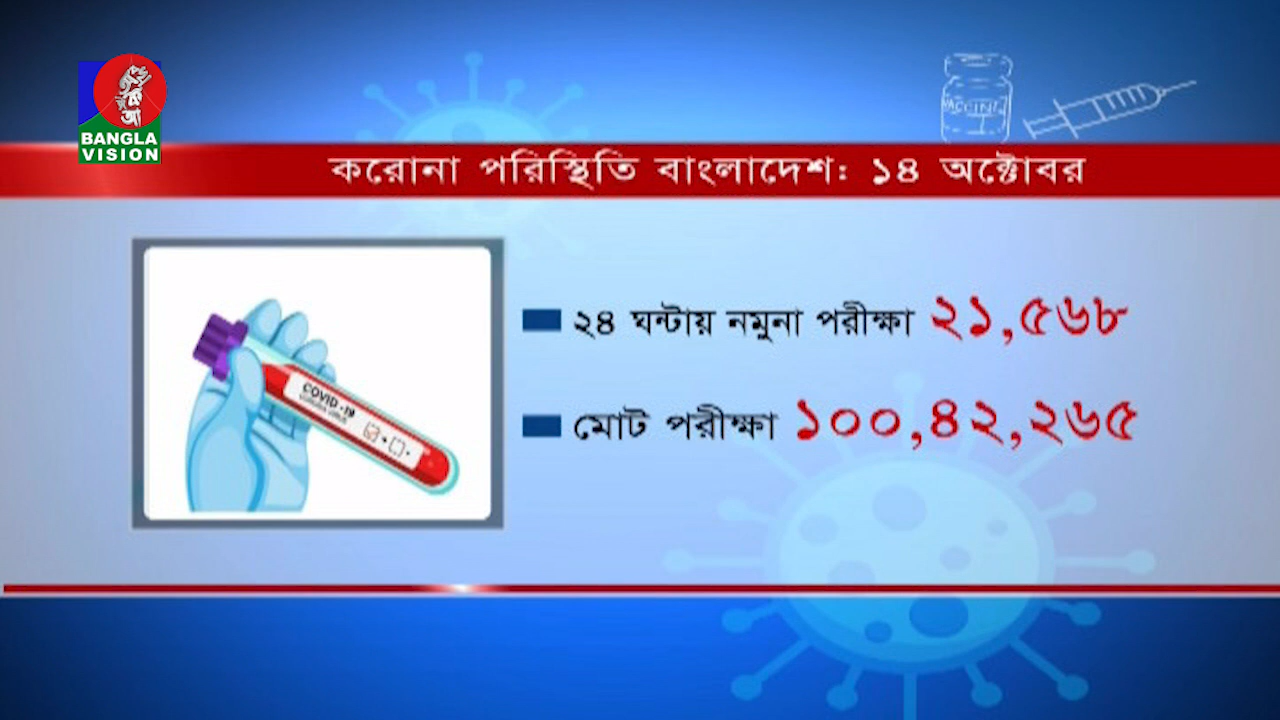 BANGLA
VISION
VACCINE
করোনা পরিস্থিতি বাংলাদেশ: ১৪ অক্টোবর
২৪ ঘন্টায় নমুনা পরীক্ষা ২১,৫৬৮
মোট পরীক্ষা ১০০,৪২,২৬৫
COVID -19